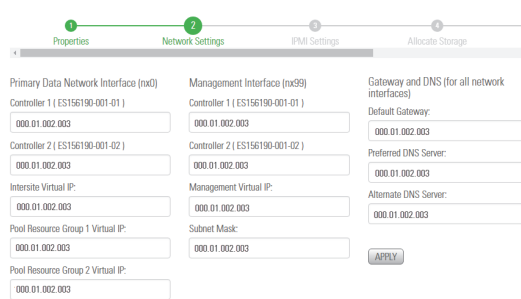 1
2
3
4
Properties
Network Settings
IPMI Settings
Allocate Storage
Primary Data Network Interface (nx0)
Controller 1 ( ES156190-001-01 )
000.01.002.003
Controller 2 ( ES156190-001-02 )
000.01.002.003
Intersite Virtual IP:
000.01.002.003
Pool Resource Group 1 Virtual IP:
000.01.002.003
Pool Resource Group 2 Virtual IP:
000.01.002.003
Management Interface (nx99)
Controller 1 ( ES156190-001-01 )
000.01.002.003
Controller 2 ( ES156190-001-02 )
000.01.002.003
Management Virtual IP:
000.01.002.003
Subnet Mask:
000.01.002.003
Gateway and DNS (for all network
interfaces)
Default Gateway:
000.01.002.003
Preferred DNS Server:
000.01.002.003
Alternate DNS Server:
000.01.002.003
APPLY